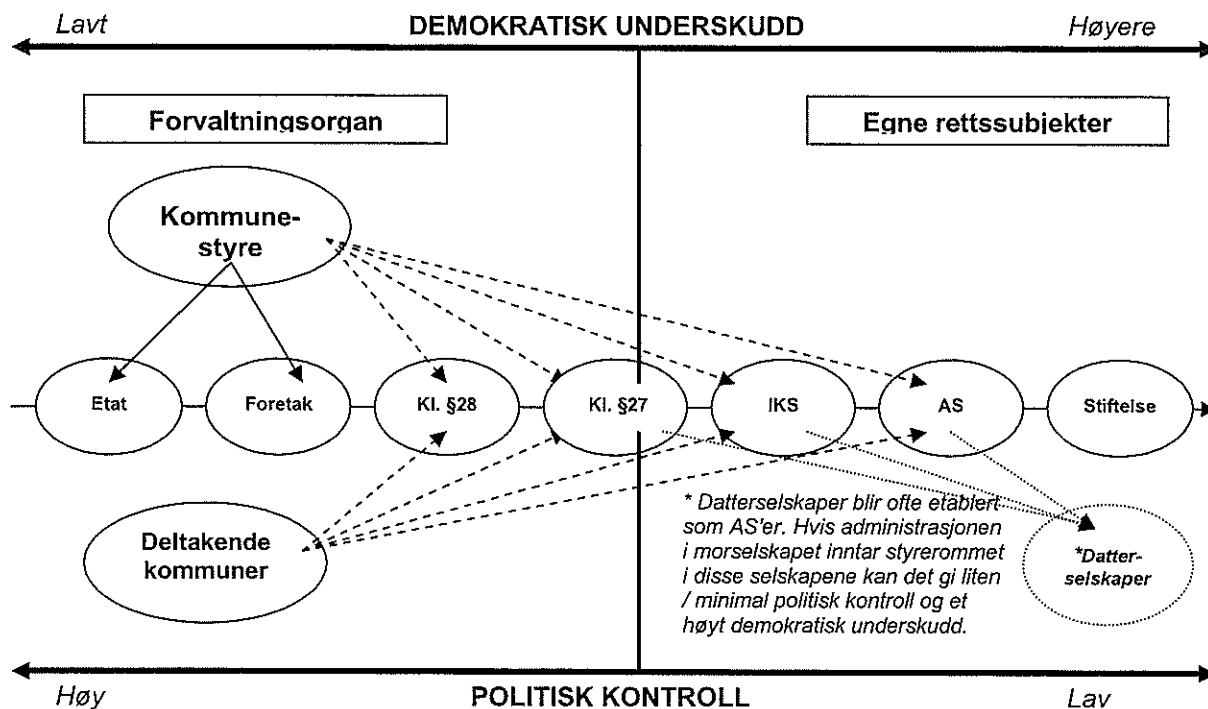 Lavt DEMOKRATISK UNDERSKUDD Høyere
Forvaltningsorgan
Egne rettssubjekter
Kommune-
styre
Etat
Foretak
Kl. §28
Kl. §27
IKS
AS
Stiftelse
Deltakende
kommuner
* Datterselskaper blir ofte etablert
som AS'er. Hvis administrasjonen
i morselskapet inntar styrerommet
i disse selskapene kan det gi liten
/ minimal politisk kontroll og et
høyt demokratisk underskudd.
*Datter-
selskaper
Høy POLITISK KONTROLL Lav